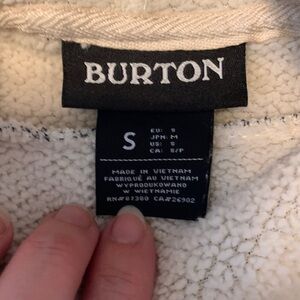 BURTON
S
EU: S
JPN: M
US: S
CA: S/P
MADE IN VIETNAM
FABRIQUÉ AU VIETNAM
WYPRODUKOWANO
W WIETNAMIE
RN#87380 CA#26902